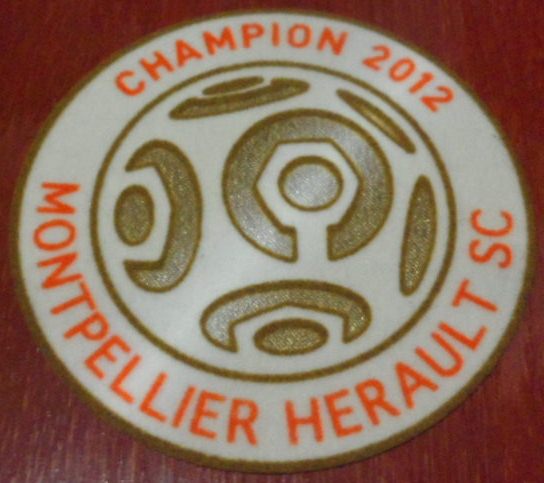 CHAMPION 2012
MONTPELLIER HERAULT SC